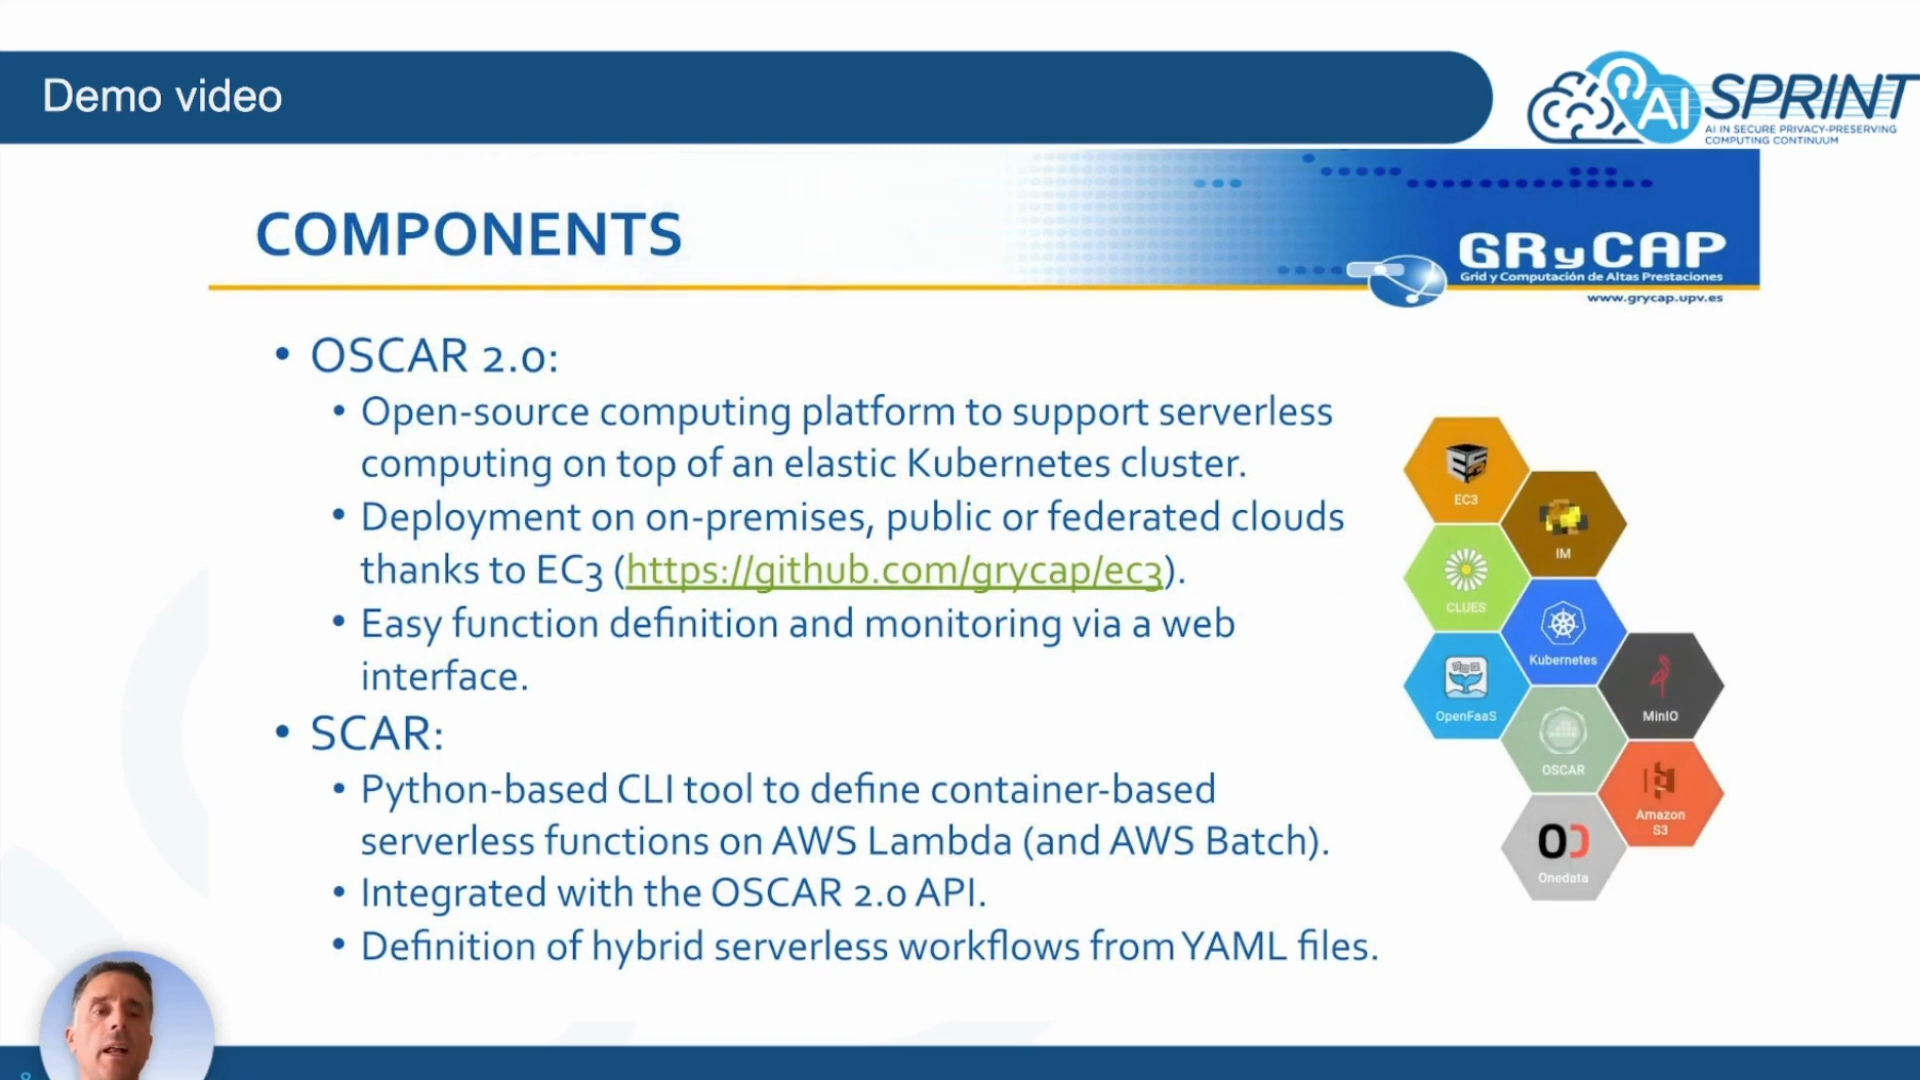 Demo video
AI SPRINT
AI IN SECURE PRIVACY-PRESERVING
COMPUTING CONTINUUM
COMPONENTS
GRyCAP
Grid y Computación de Altas Prestaciones
www.grycap.upv.es
• OSCAR 2.0:
• Open-source computing platform to support serverless
computing on top of an elastic Kubernetes cluster.
• Deployment on on-premises, public or federated clouds
thanks to EC3 (https://github.com/grycap/ec3).
• Easy function definition and monitoring via a web
interface.
• SCAR:
• Python-based CLI tool to define container-based
serverless functions on AWS Lambda (and AWS Batch).
• Integrated with the OSCAR 2.0 API.
• Definition of hybrid serverless workflows from YAML files.
EC3
IM
CLUES
Kubernetes
OpenFaaS
MinIO
OSCAR
Amazon
S3
Onedata